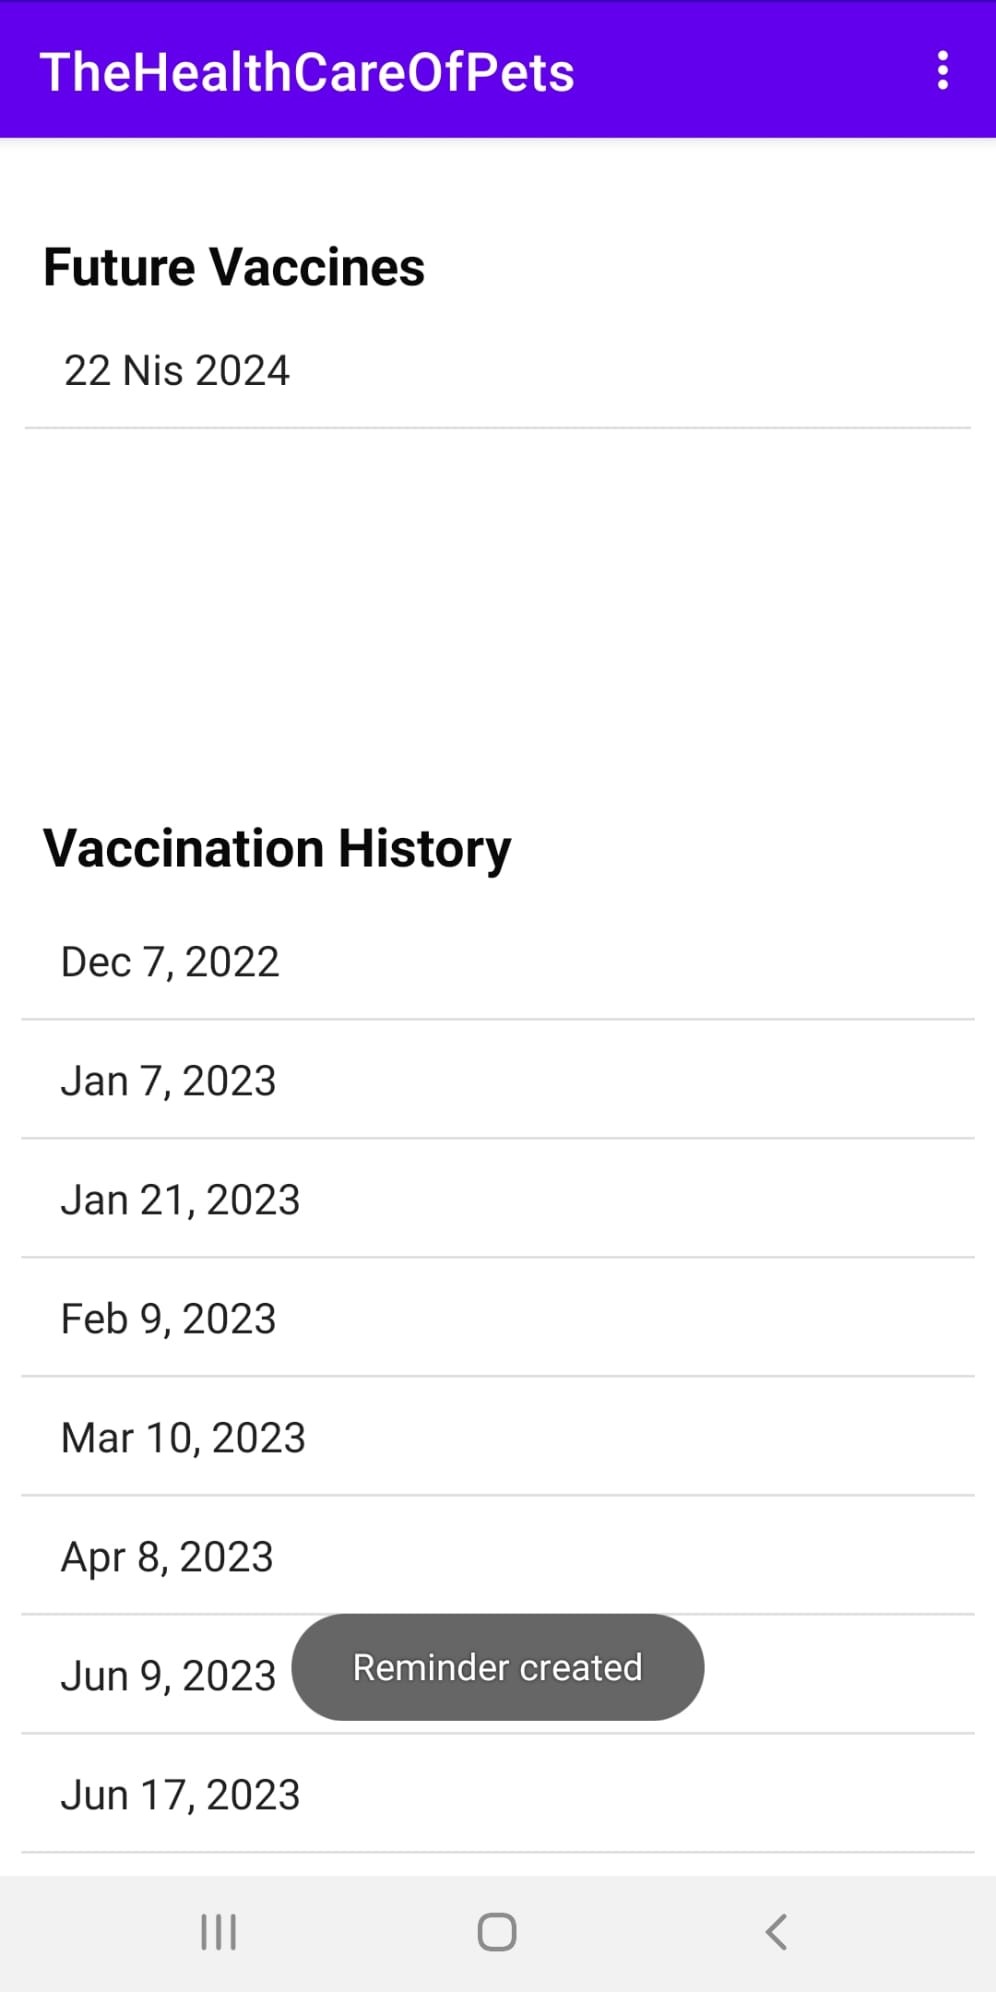 TheHealthCareOfPets
Future Vaccines
22 Nis 2024
Vaccination History
Dec 7, 2022
Jan 7, 2023
Jan 21, 2023
Feb 9, 2023
Mar 10, 2023
Apr 8, 2023
Jun 9, 2023
Reminder created
Jun 17, 2023